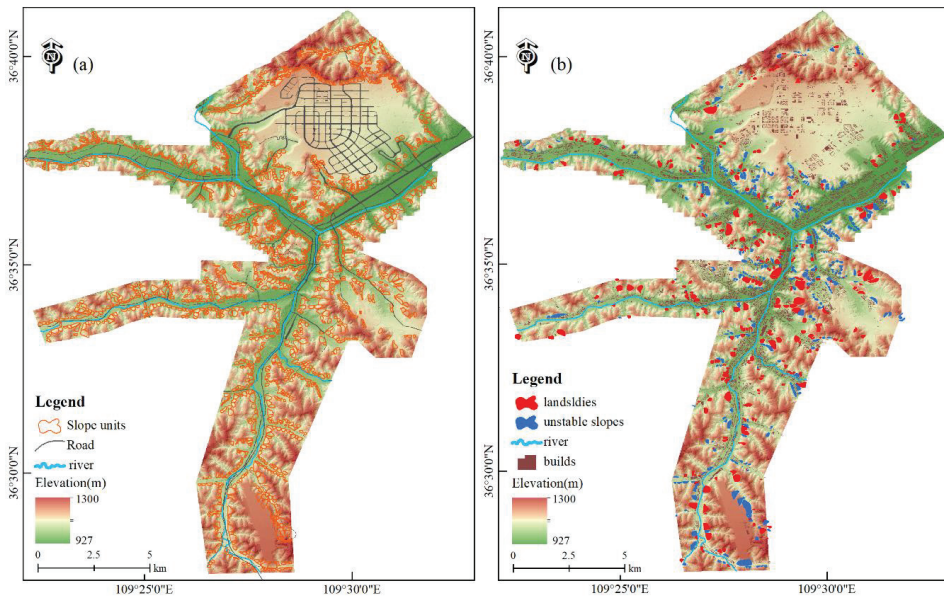 (a)
N
36°40'0"N
36°35'0"N
36°30'0"N
Legend
Slope units
Road
river
Elevation(m)
1300
927
0 2.5 5
km
109°25'0"E 109°30'0"E
(b)
N
36°40'0"N
36°35'0"N
36°30'0"N
Legend
landsldies
unstable slopes
river
builds
Elevation(m)
1300
927
0 2.5 5
km
109°25'0"E 109°30'0"E